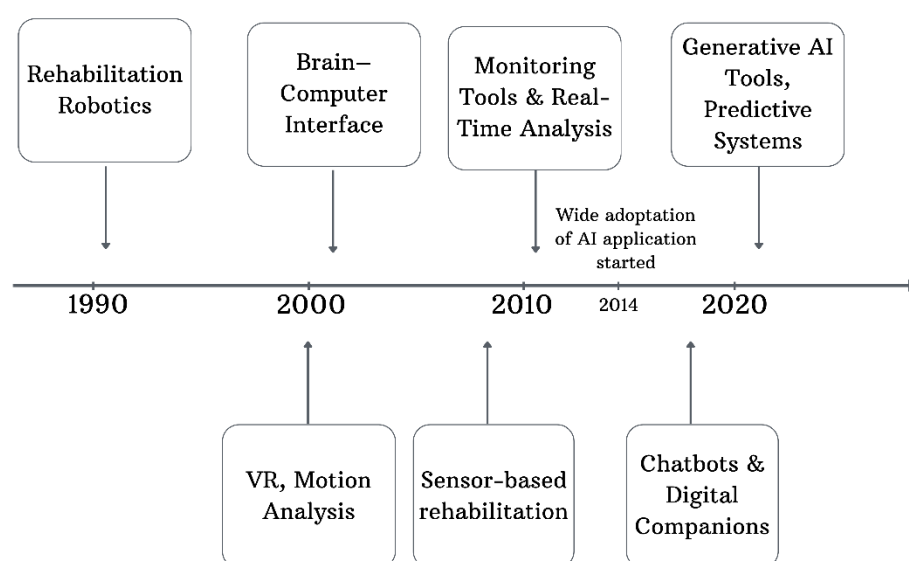 Rehabilitation
Robotics
Brain–
Computer
Interface
Monitoring
Tools & Real-
Time Analysis
Generative AI
Tools,
Predictive
Systems
Wide adoptation
of AI application
started
1990
2000
2010
2014
2020
VR, Motion
Analysis
Sensor-based
rehabilitation
Chatbots &
Digital
Companions